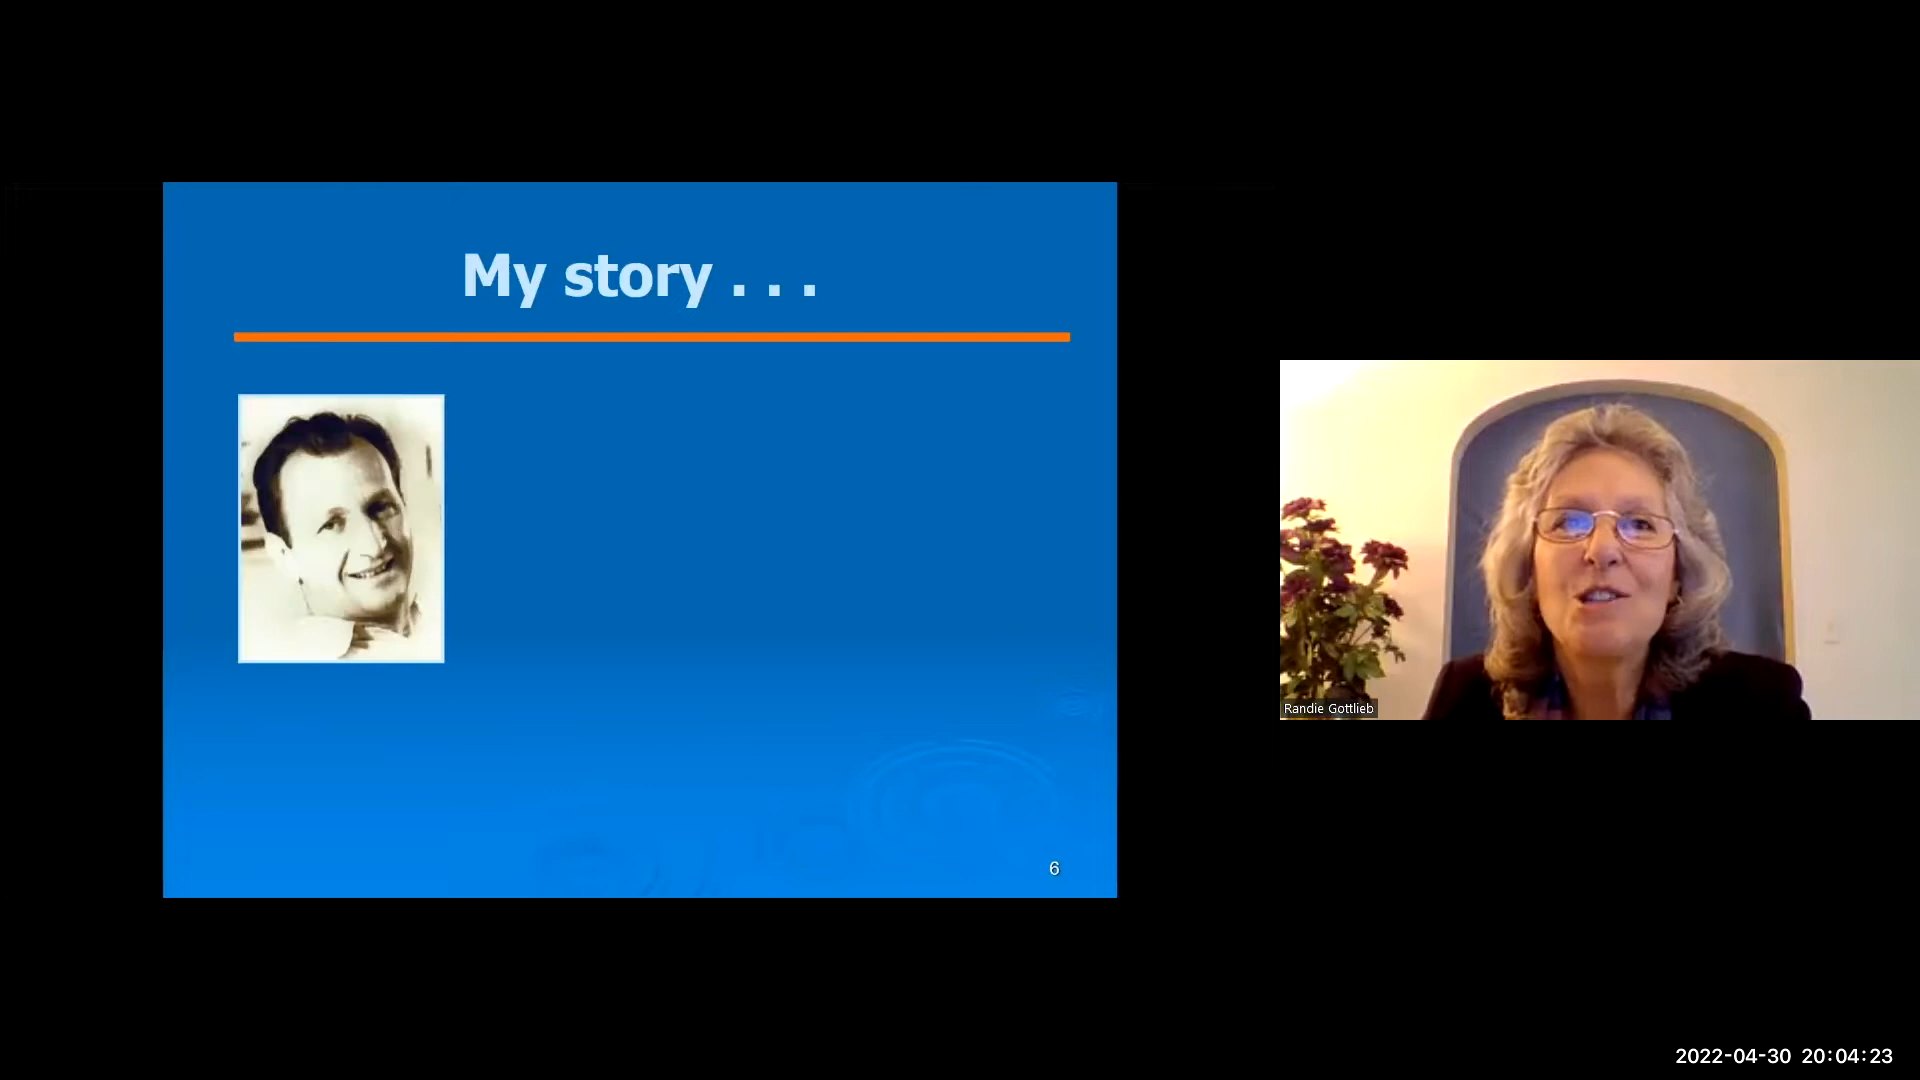 My story . . .
6
Randie Gottlieb
2022-04-30 20:04:23